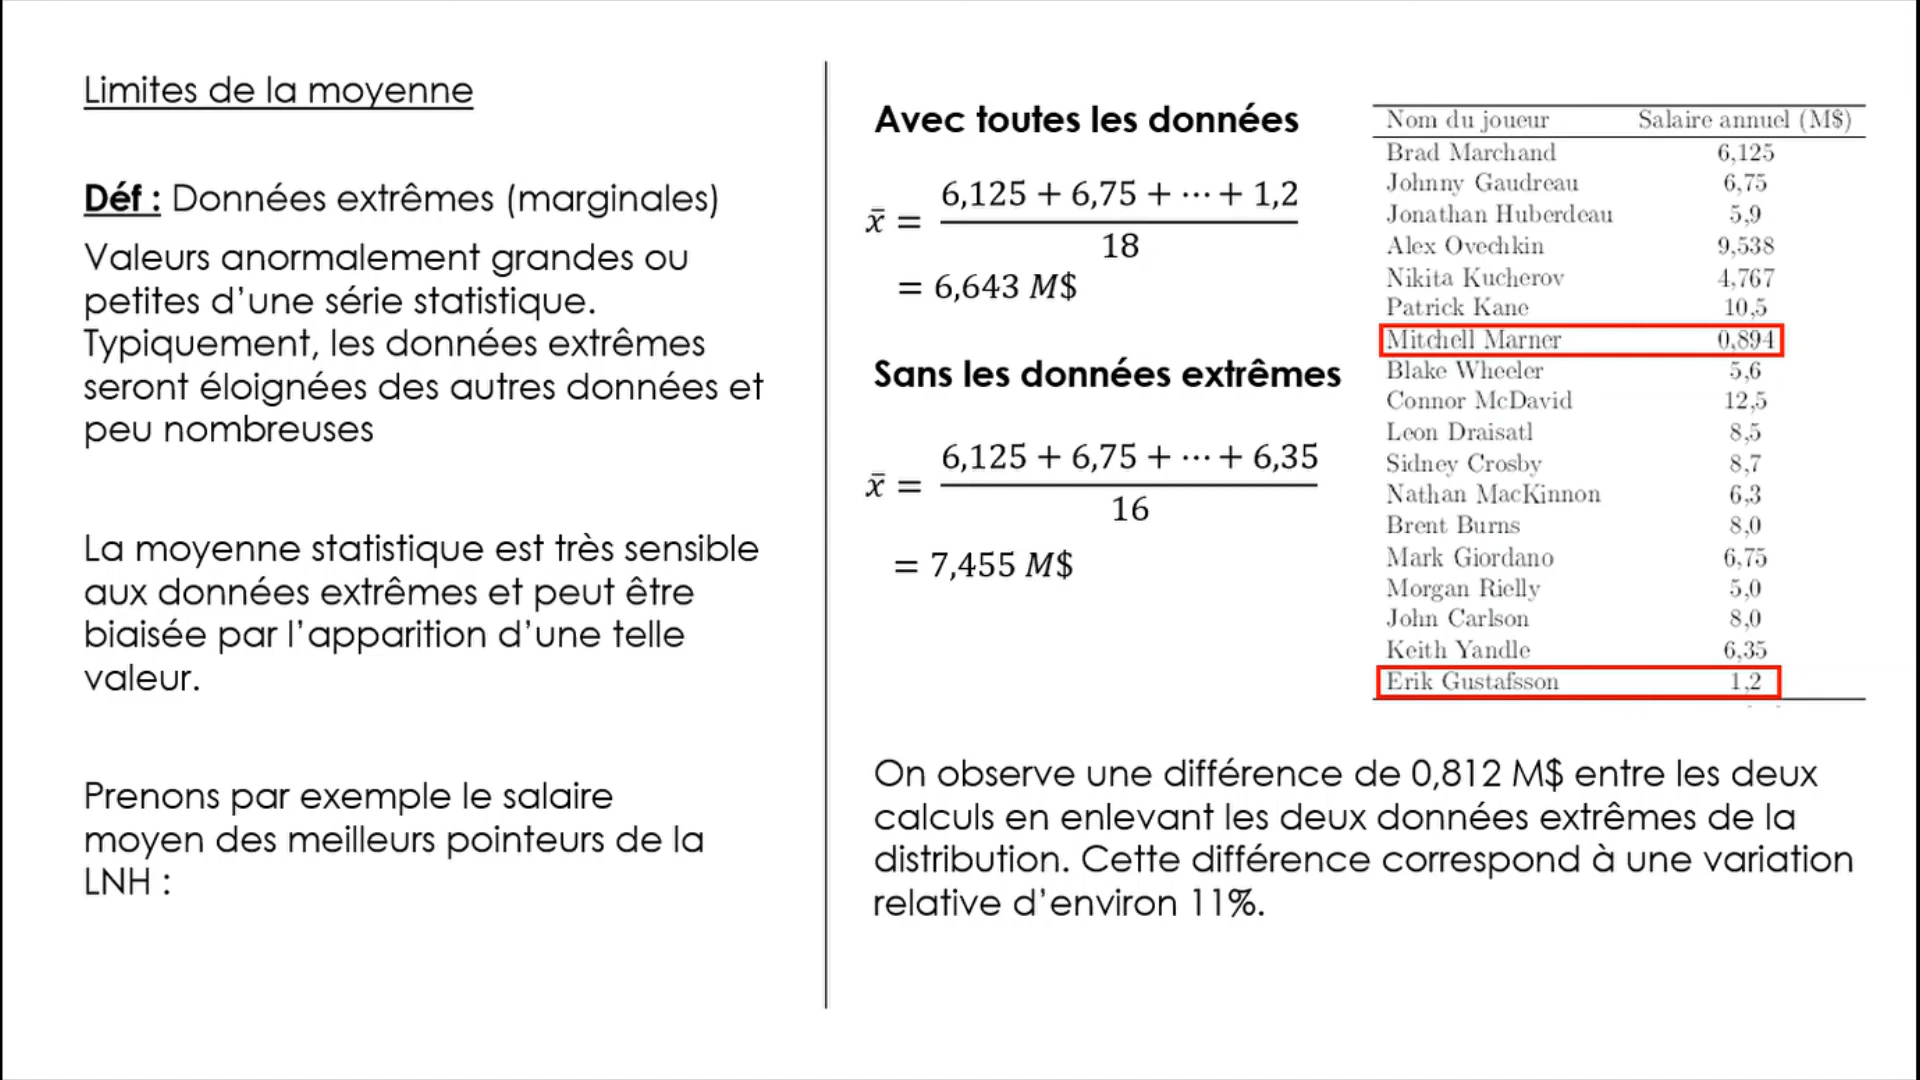 Limites de la moyenne
Déf : Données extrêmes (marginales)
Valeurs anormalement grandes ou
petites d'une série statistique.
Typiquement, les données extrêmes
seront éloignées des autres données et
peu nombreuses
La moyenne statistique est très sensible
aux données extrêmes et peut être
biaisée par l'apparition d'une telle
valeur.
Prenons par exemple le salaire
moyen des meilleurs pointeurs de la
LNH :
Avec toutes les données
x̄ = (6,125 + 6,75 + ⋯ + 1,2) / 18
= 6,643 M$
Sans les données extrêmes
x̄ = (6,125 + 6,75 + ⋯ + 6,35) / 16
= 7,455 M$
Nom du joueur Salaire annuel (M$)
Brad Marchand 6,125
Johnny Gaudreau 6,75
Jonathan Huberdeau 5,9
Alex Ovechkin 9,538
Nikita Kucherov 4,767
Patrick Kane 10,5
Mitchell Marner 0,894
Blake Wheeler 5,6
Connor McDavid 12,5
Leon Draisatl 8,5
Sidney Crosby 8,7
Nathan MacKinnon 6,3
Brent Burns 8,0
Mark Giordano 6,75
Morgan Rielly 5,0
John Carlson 8,0
Keith Yandle 6,35
Erik Gustafsson 1,2
On observe une différence de 0,812 M$ entre les deux
calculs en enlevant les deux données extrêmes de la
distribution. Cette différence correspond à une variation
relative d'environ 11%.